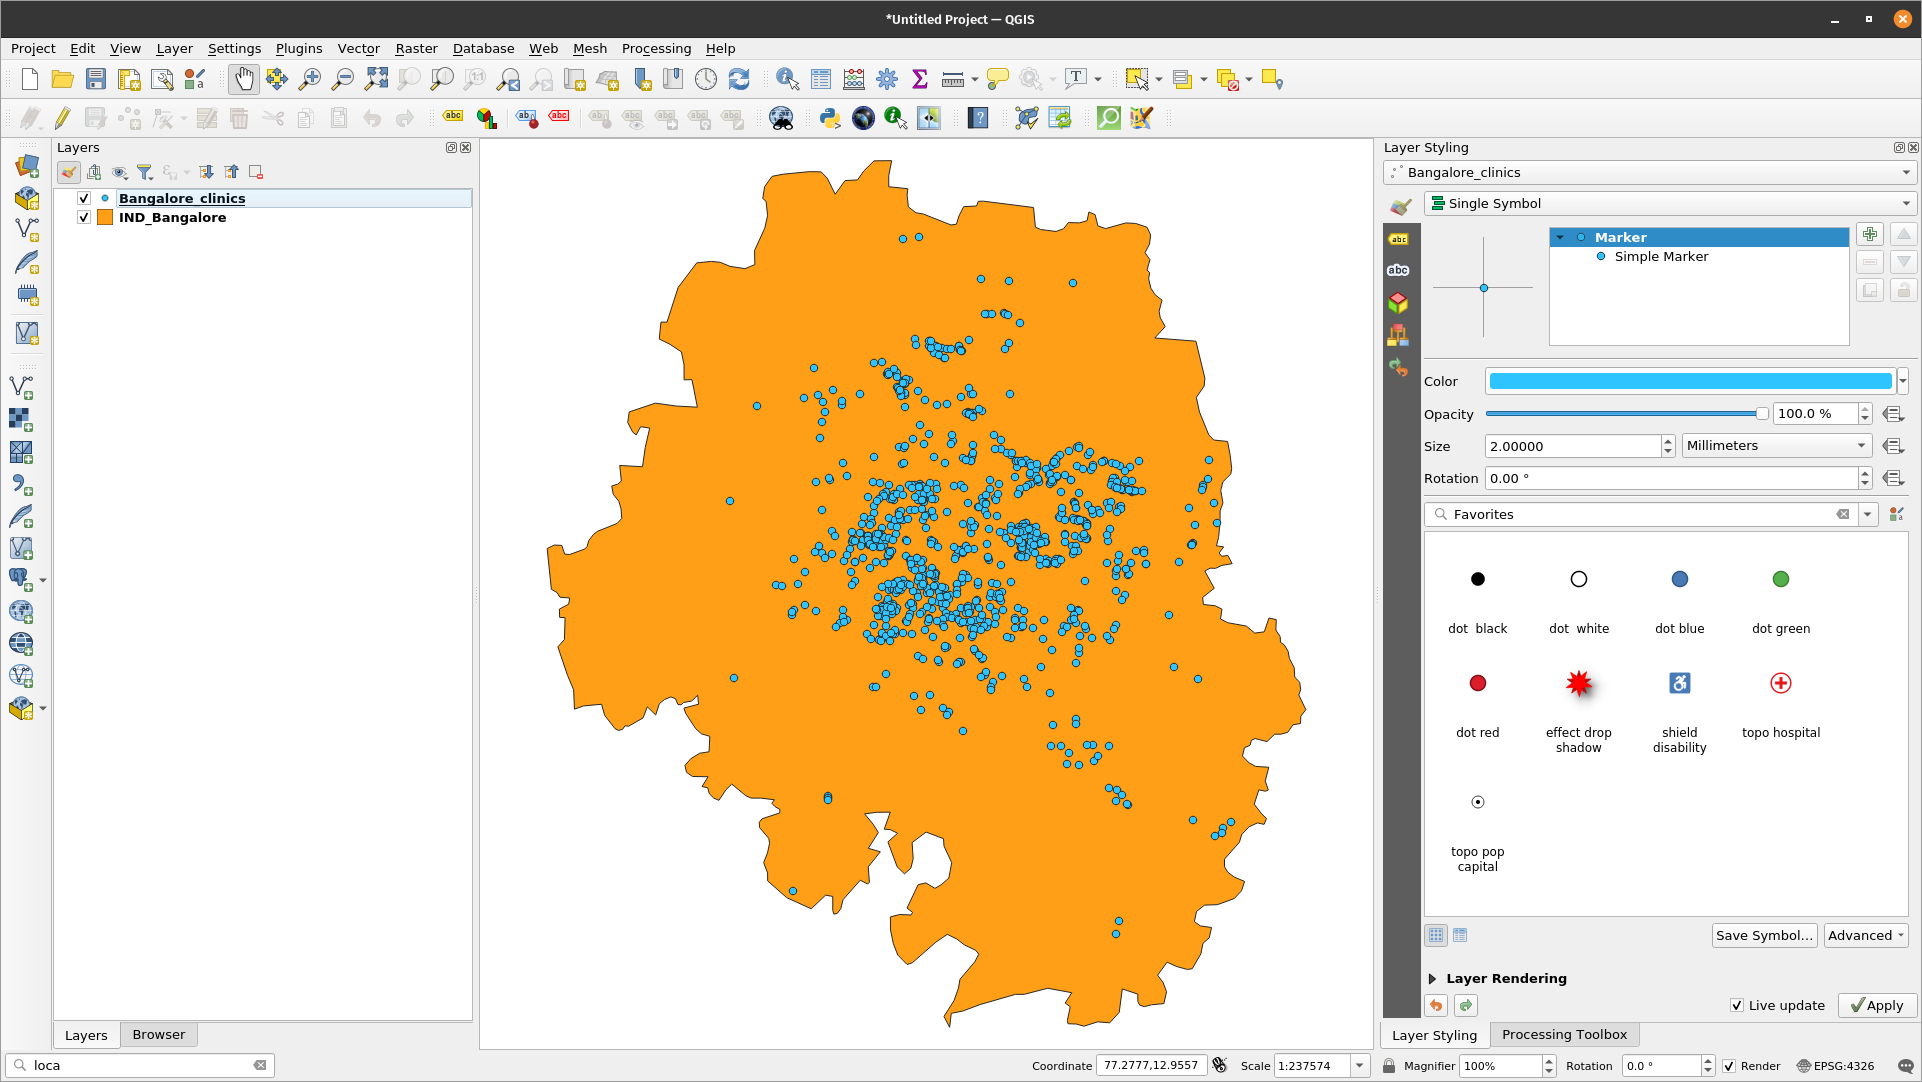 *Untitled Project — QGIS
Project Edit View Layer Settings Plugins Vector Raster Database Web Mesh Processing Help
Layers
Bangalore_clinics
IND_Bangalore
Layers Browser
loca
Layer Styling
Bangalore_clinics
Single Symbol
Marker
Simple Marker
Color
Opacity 100.0 %
Size 2.00000 Millimeters
Rotation 0.00 °
Favorites
dot  black dot  white dot blue dot green
dot red effect drop shadow shield disability topo hospital
topo pop capital
Save Symbol... Advanced
Layer Rendering
Live update Apply
Layer Styling Processing Toolbox
Coordinate 77.2777,12.9557 Scale 1:237574 Magnifier 100% Rotation 0.0 ° Render EPSG:4326